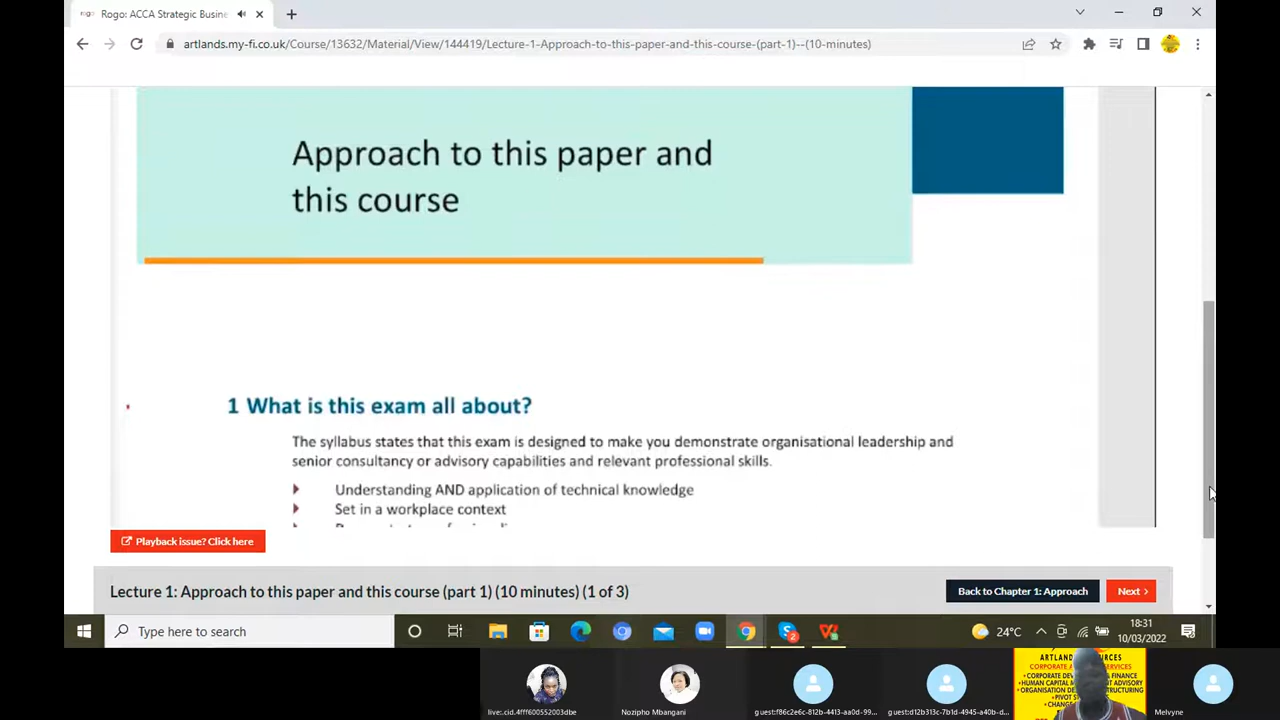 rogo Rogo: ACCA Strategic Busine
artlands.my-fi.co.uk/Course/13632/Material/View/144419/Lecture-1-Approach-to-this-paper-and-this-course-(part-1)--(10-minutes)
Approach to this paper and
this course
1 What is this exam all about?
The syllabus states that this exam is designed to make you demonstrate organisational leadership and
senior consultancy or advisory capabilities and relevant professional skills.
Understanding AND application of technical knowledge
Set in a workplace context
Playback issue? Click here
Lecture 1: Approach to this paper and this course (part 1) (10 minutes) (1 of 3)
Back to Chapter 1: Approach
Next
Type here to search
2
24°C
18:31
10/03/2022
ARTLAND
CORPORATE
• CORPORATE
FINANCE
• HUMAN CAPITAL
ADVISORY
• ORGANISATION
live:.cid.4fff600552003dbe
Nozipho Mbangani
guest:f86c2e6c-812b-4413-aa0d-99...
guest:d12b313c-7b1d-4945-a40b-d...
Melvyne